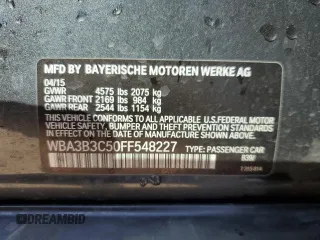 MFD BY BAYERISCHE MOTOREN WERKE AG
04/15
GVWR 4575 lbs 2075 kg
GAWR FRONT 2169 lbs 984 kg
GAWR REAR 2544 lbs 1154 kg
THIS VEHICLE CONFORMS TO ALL APPLICABLE U.S. FEDERAL MOTOR
VEHICLE SAFETY, BUMPER, AND THEFT PREVENTION STANDARDS
IN EFFECT ON THE DATE OF MANUFACTURE SHOWN ABOVE.
WBA3B3C50FF548227 TYPE: PASSENGER CAR
DREAMBID